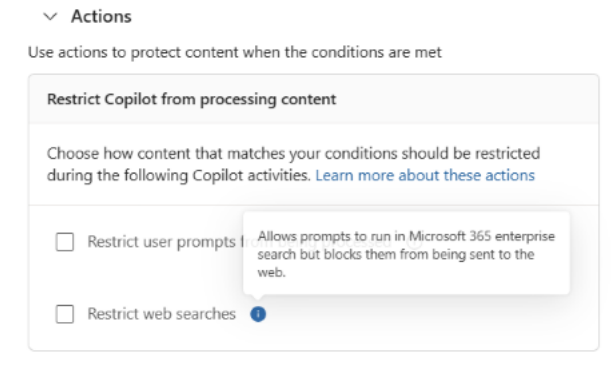 Actions
Use actions to protect content when the conditions are met
Restrict Copilot from processing content
Choose how content that matches your conditions should be restricted
during the following Copilot activities. Learn more about these actions
Restrict user prompts
Allows prompts to run in Microsoft 365 enterprise
search but blocks them from being sent to the
web.
Restrict web searches